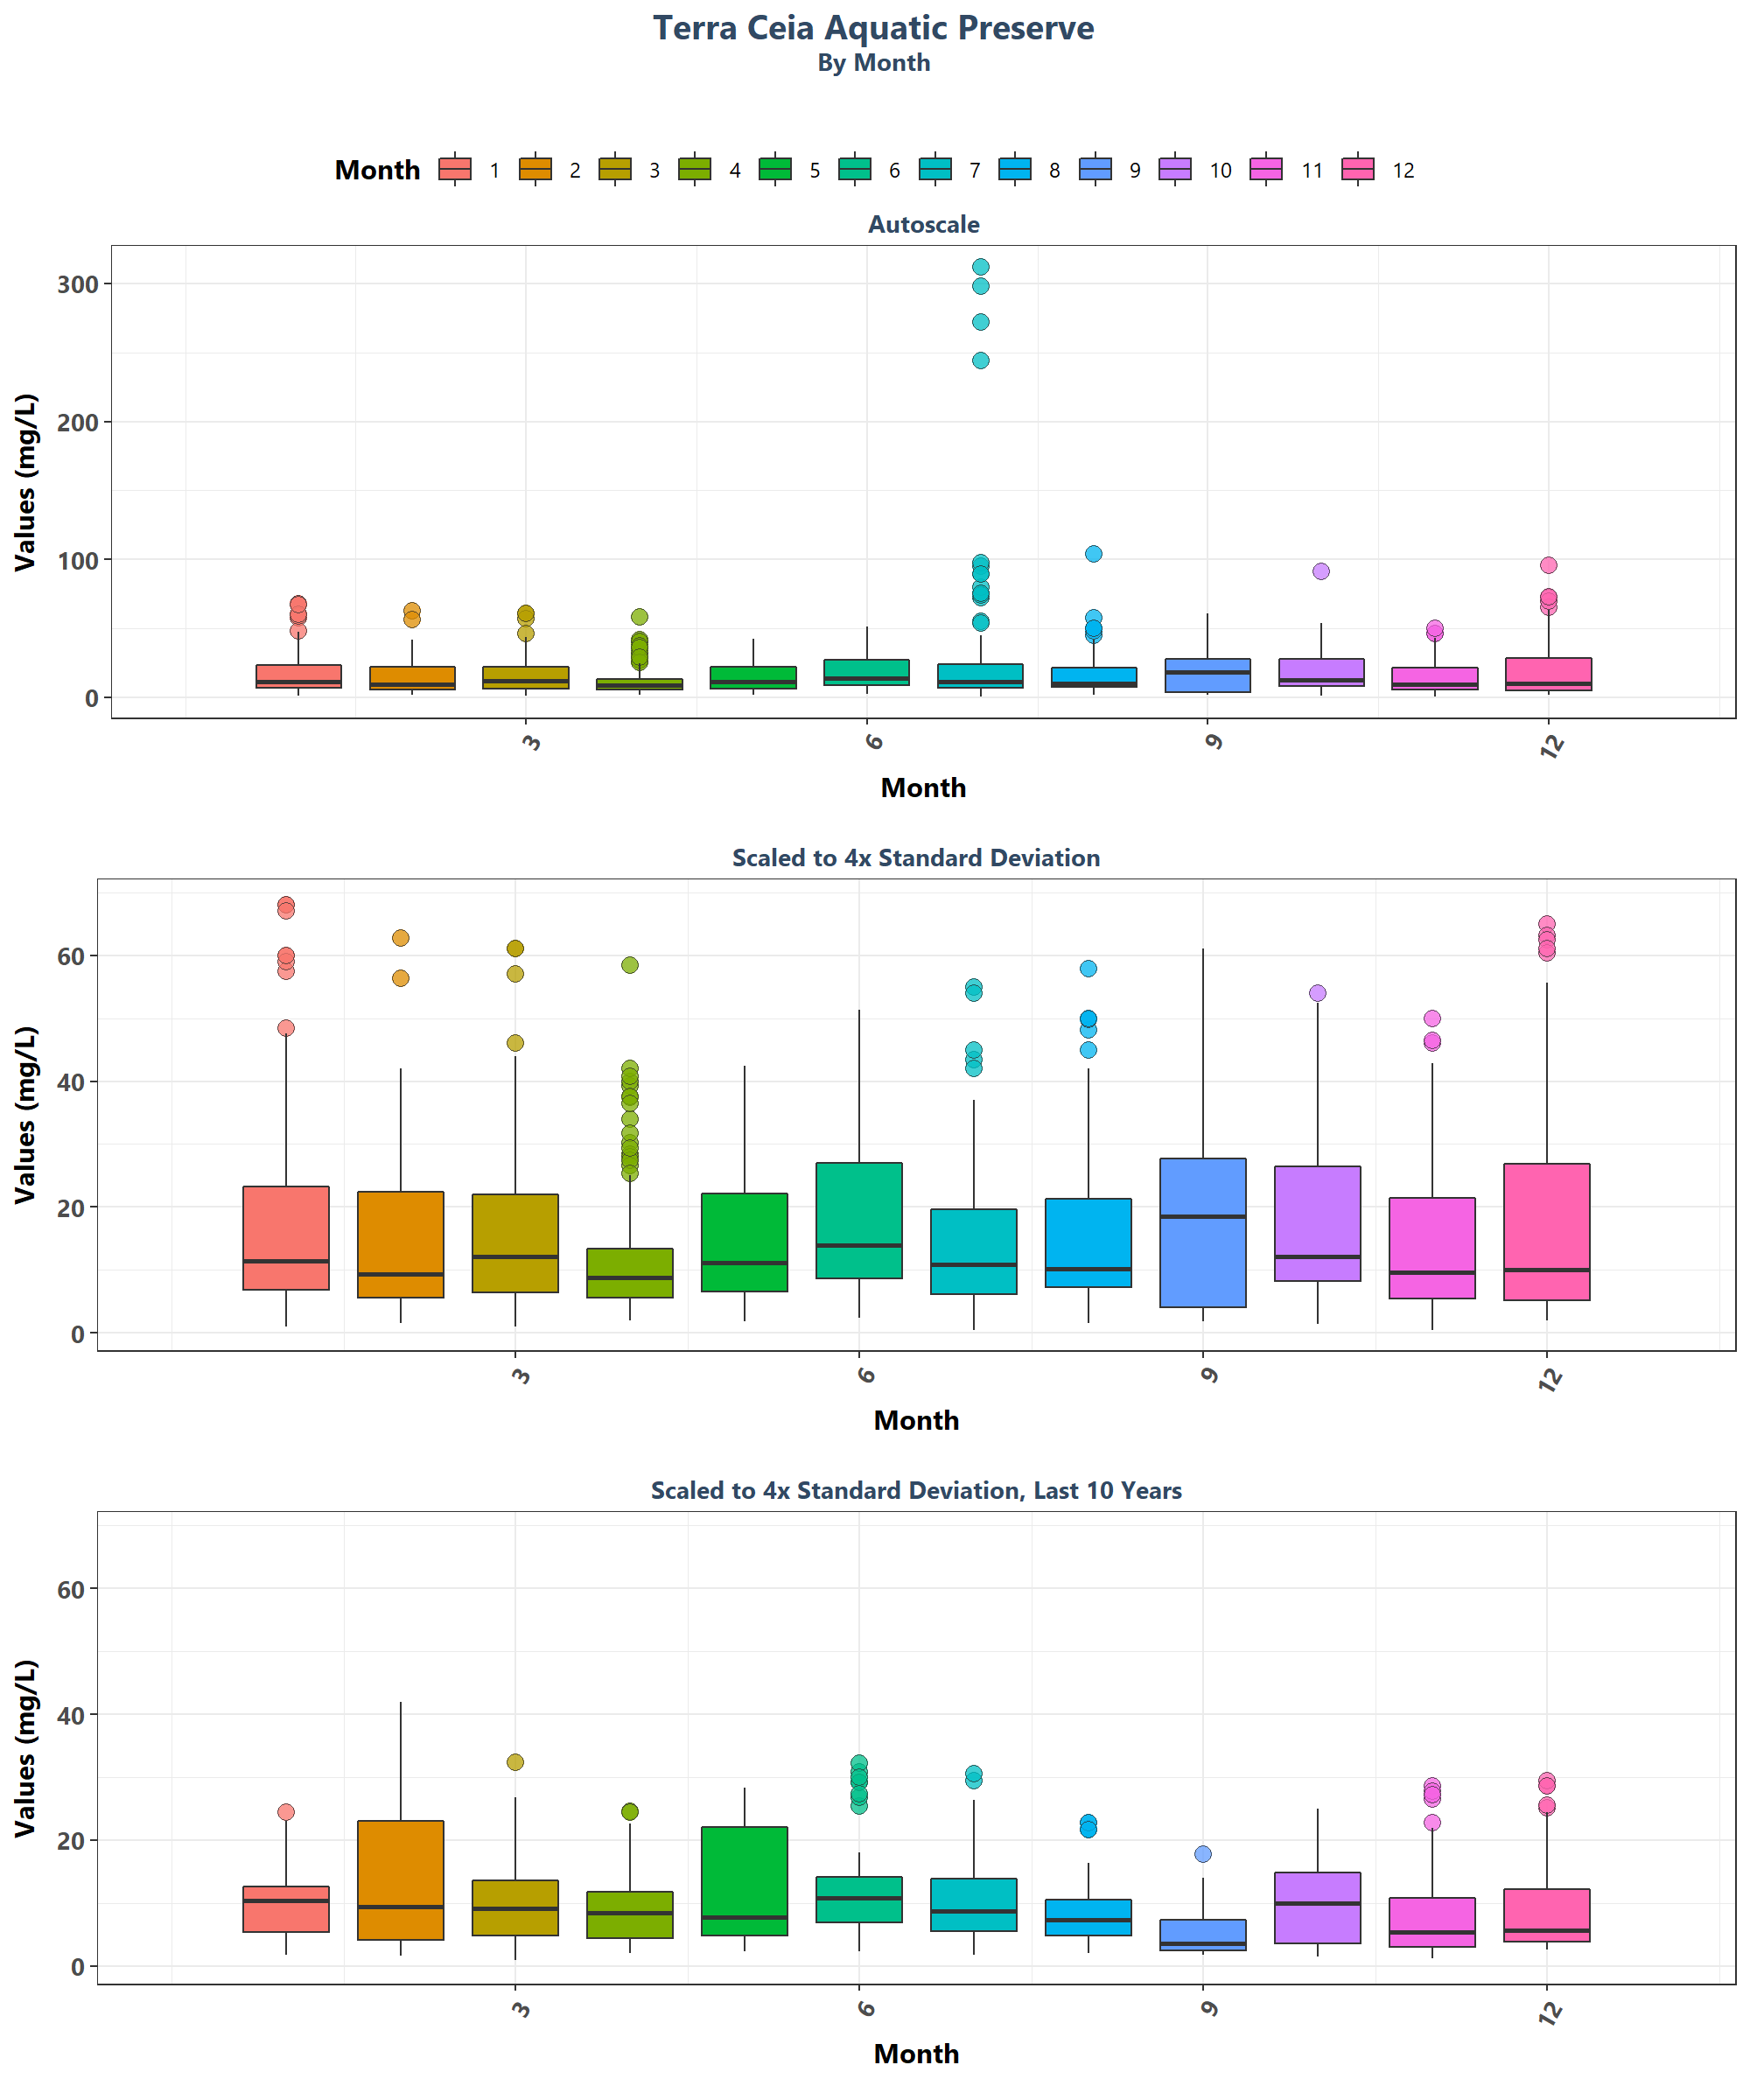 Terra Ceia Aquatic Preserve
By Month
Month 1 2 3 4 5 6 7 8 9 10 11 12
Autoscale
Values (mg/L)
300
200
100
0
3 6 9 12
Month
Scaled to 4x Standard Deviation
Values (mg/L)
60
40
20
0
3 6 9 12
Month
Scaled to 4x Standard Deviation, Last 10 Years
Values (mg/L)
60
40
20
0
3 6 9 12
Month